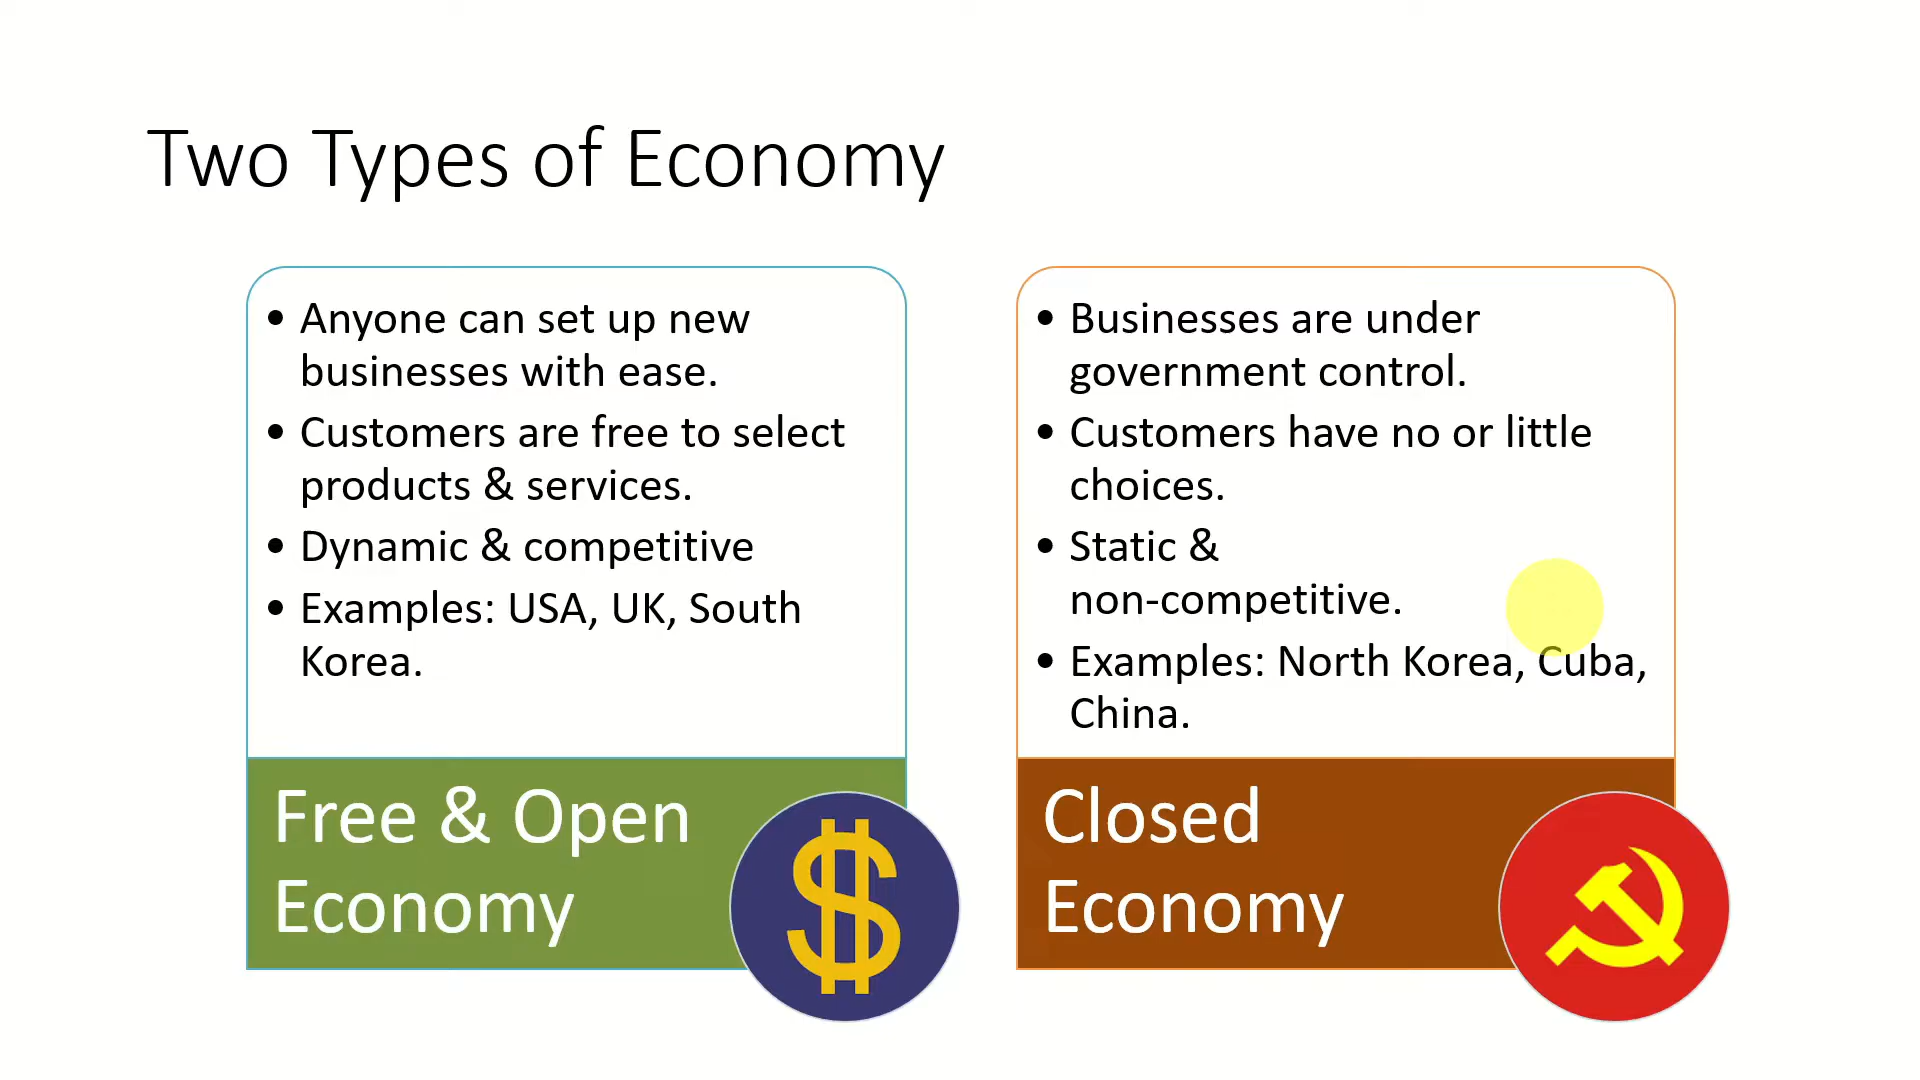 Two Types of Economy
• Anyone can set up new
businesses with ease.
• Customers are free to select
products & services.
• Dynamic & competitive
• Examples: USA, UK, South
Korea.
Free & Open
Economy
• Businesses are under
government control.
• Customers have no or little
choices.
• Static &
non-competitive.
• Examples: North Korea, Cuba,
China.
Closed
Economy